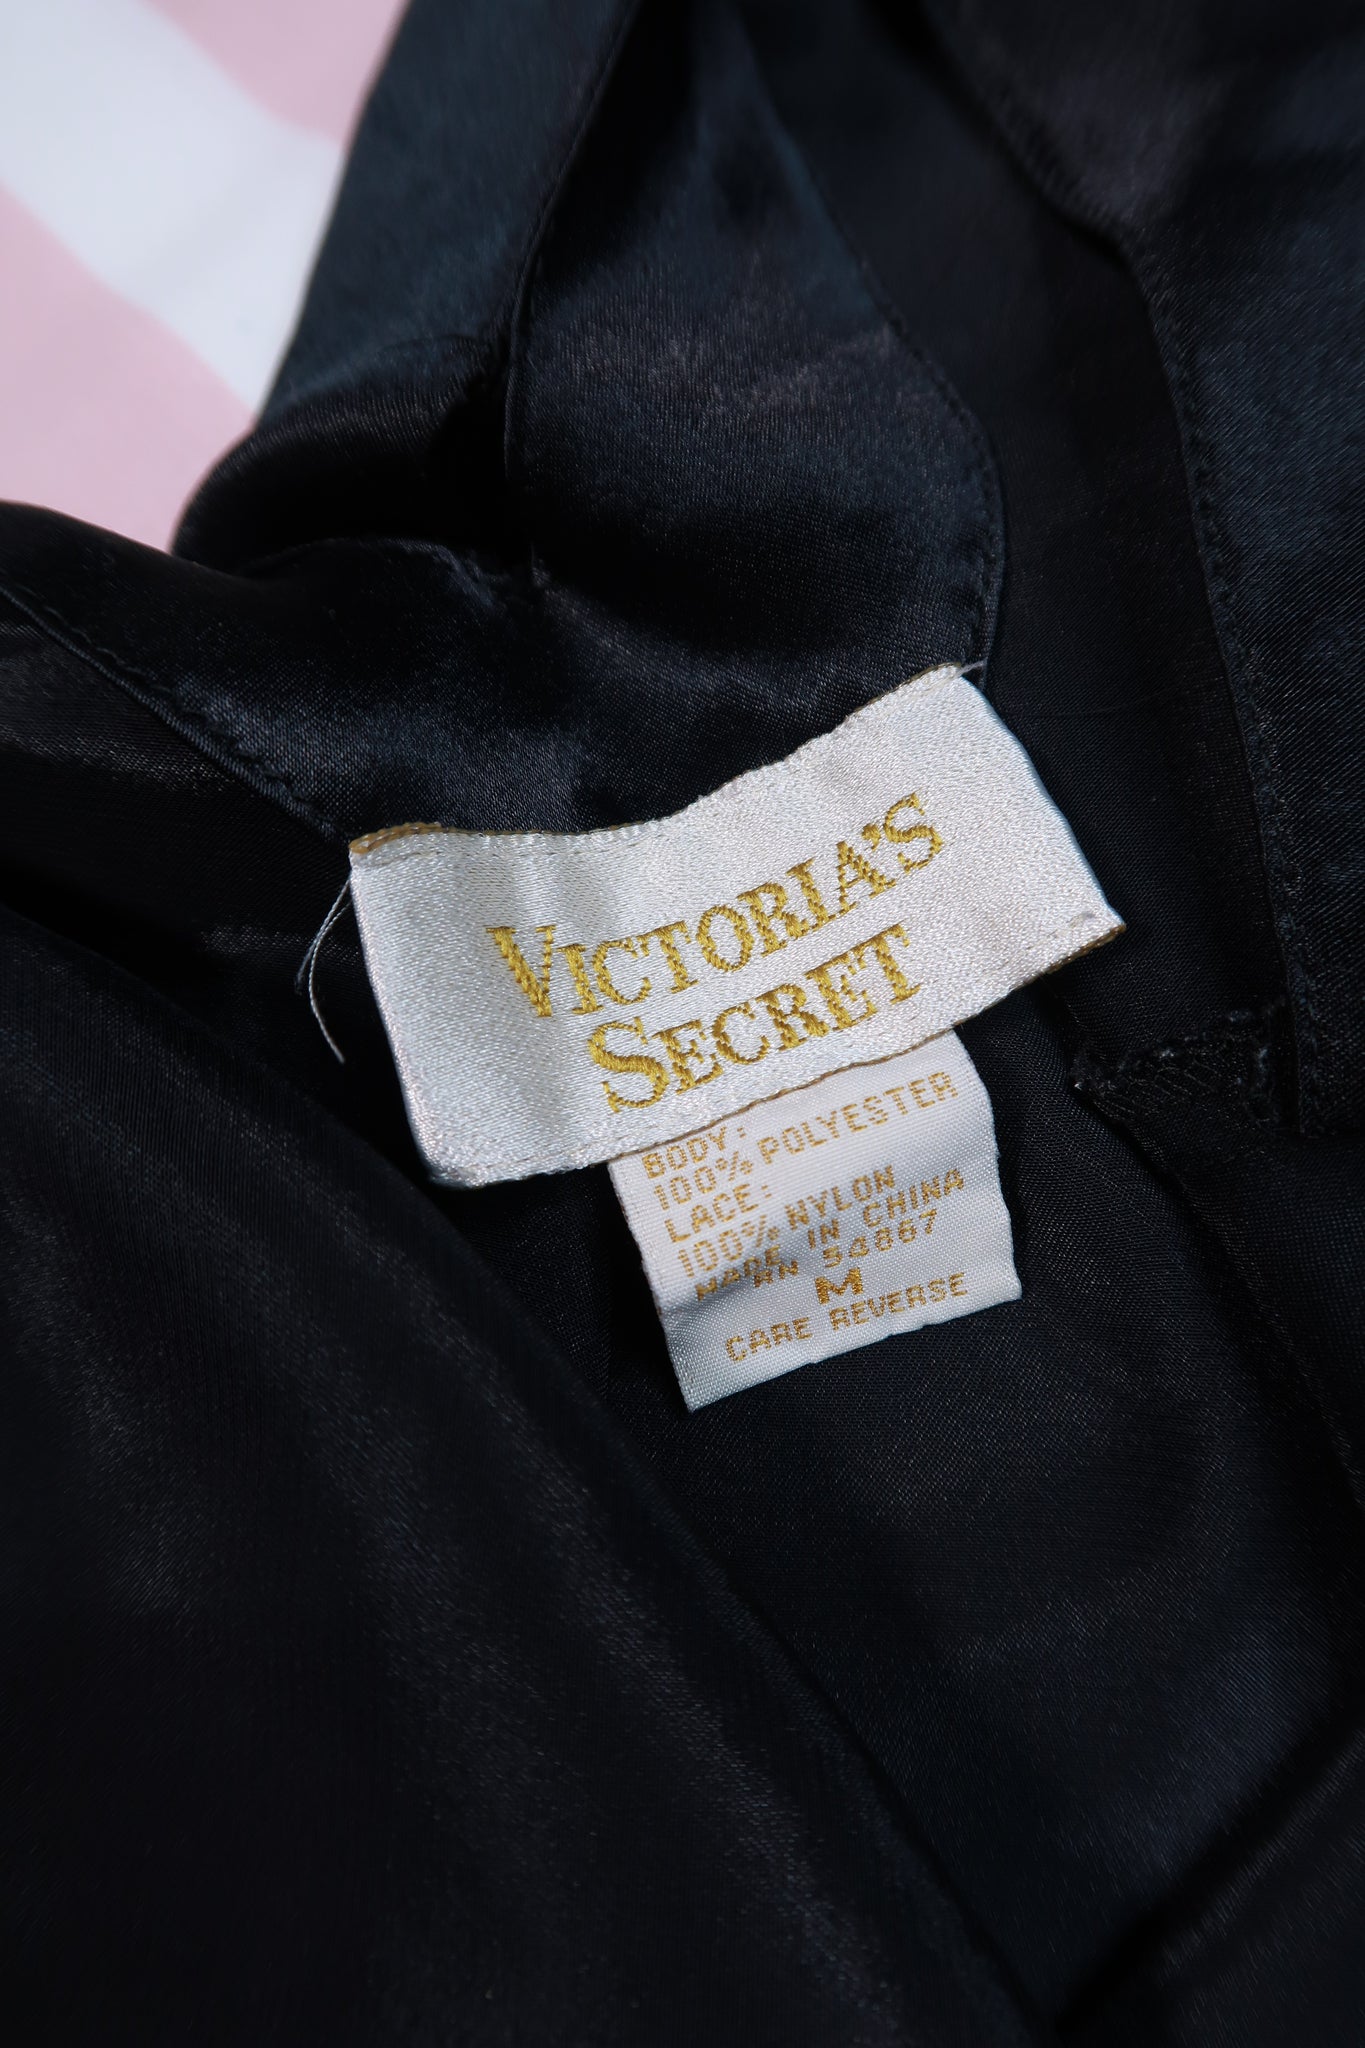 VICTORIA'S
SECRET
BODY:
100% POLYESTER
LACE:
100% NYLON
MADE IN CHINA
RN 54867
M
CARE REVERSE